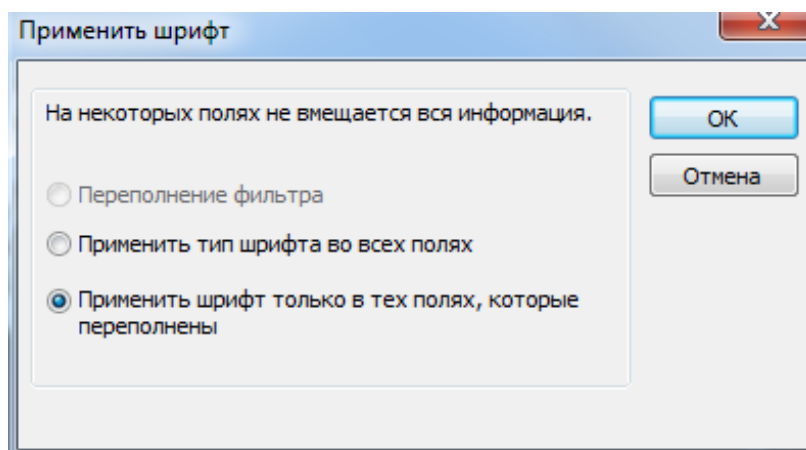 Применить шрифт
На некоторых полях не вмещается вся информация.
ОК
Отмена
Переполнение фильтра
Применить тип шрифта во всех полях
Применить шрифт только в тех полях, которые
переполнены